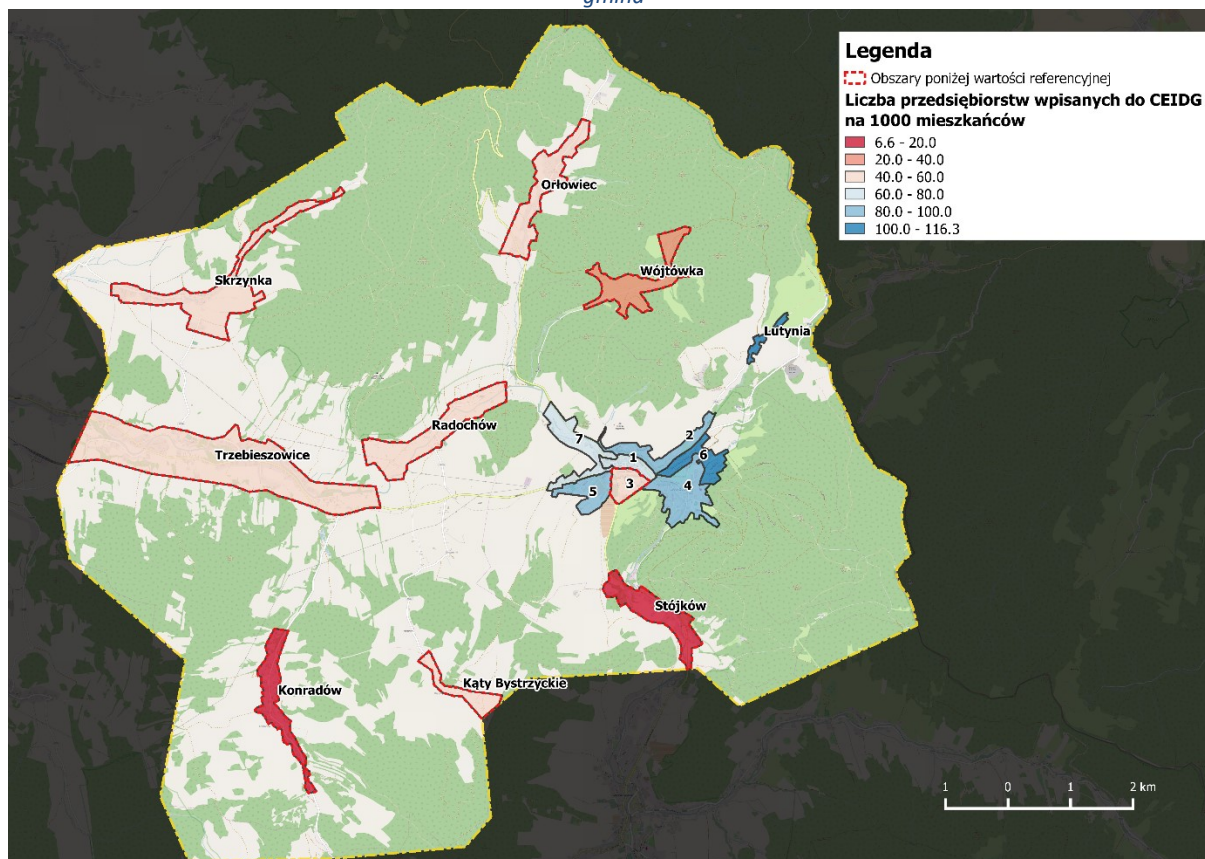 gmina
Legenda
Obszary poniżej wartości referencyjnej
Liczba przedsiębiorstw wpisanych do CEIDG
na 1000 mieszkańców
6.6 - 20.0
20.0 - 40.0
40.0 - 60.0
60.0 - 80.0
80.0 - 100.0
100.0 - 116.3
Orłowiec
Skrzynka
Wójtówka
Lutynia
Radochów
Trzebieszowice
7
2
1
6
3
4
5
Stójków
Konradów
Kąty Bystrzyckie
1 0 1 2 km